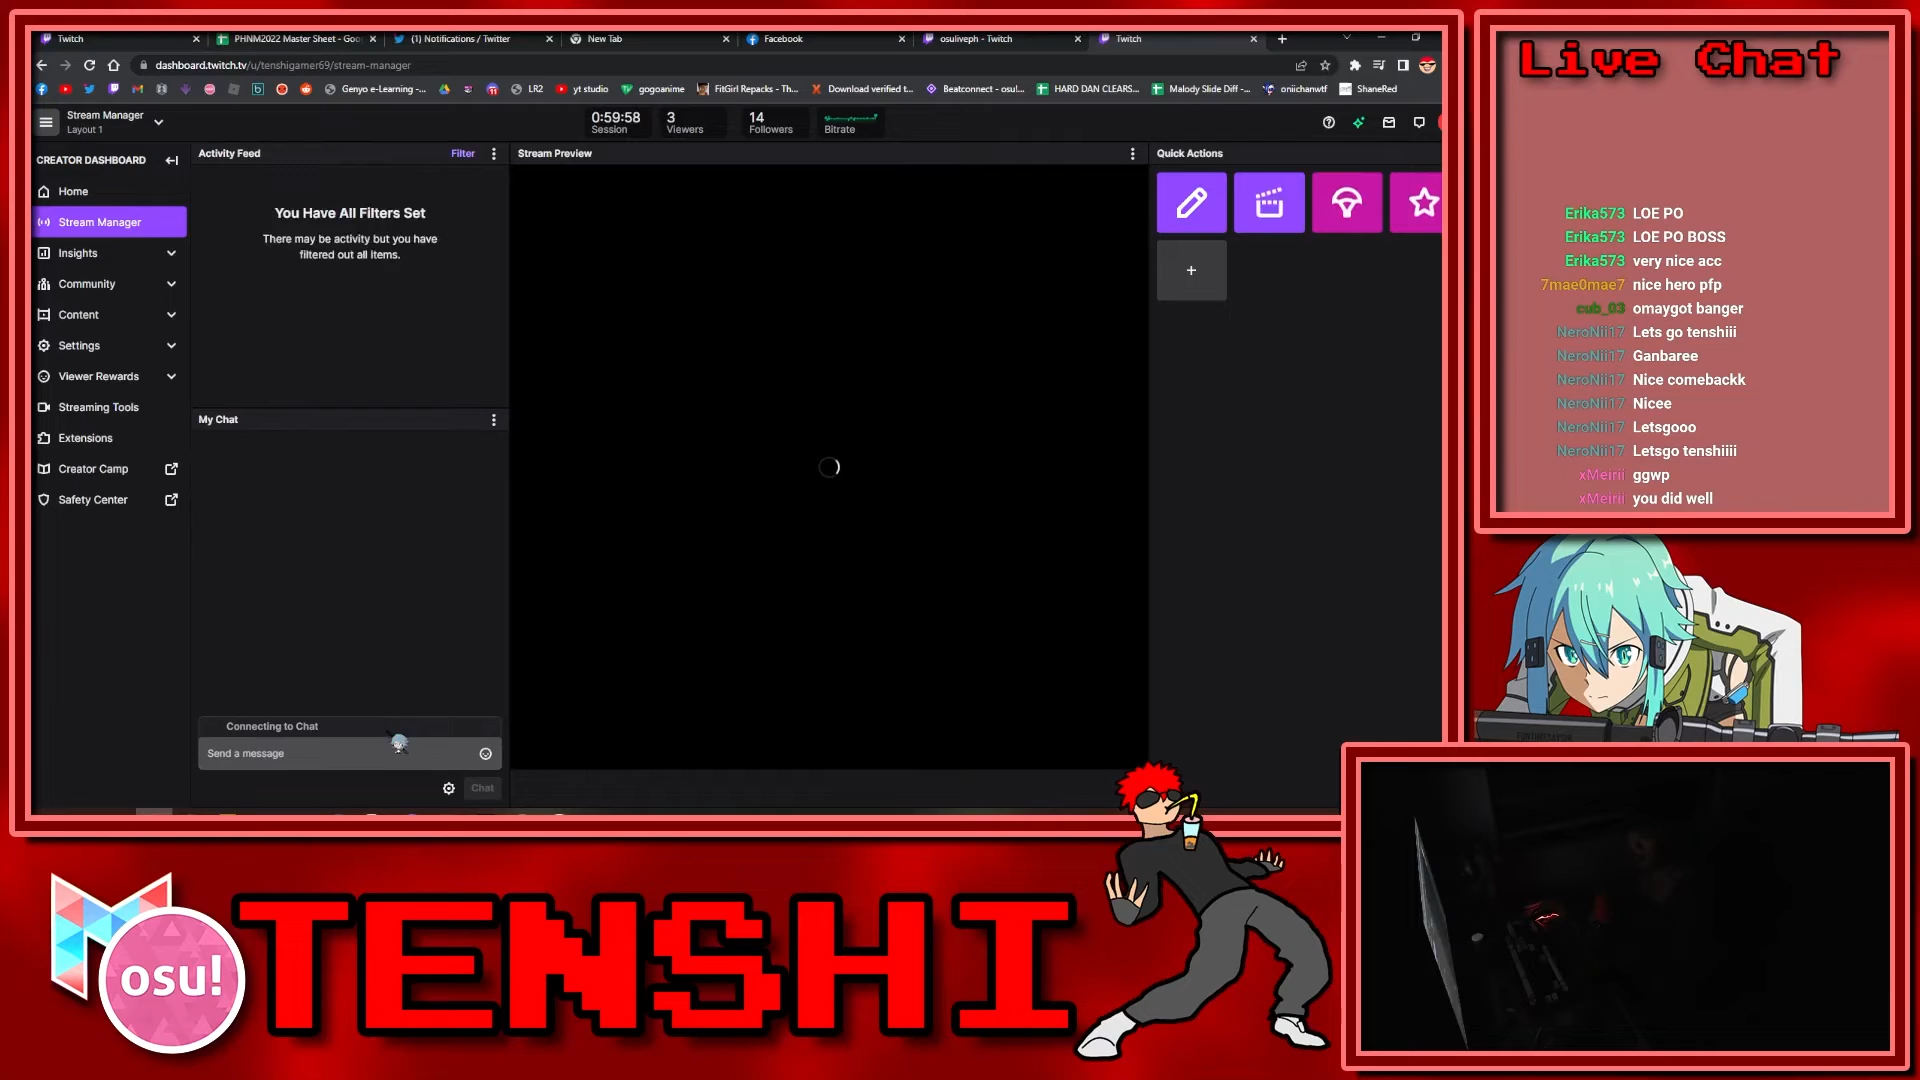 Twitch
PHNM2022 Master Sheet - Goo
(1) Notifications / Twitter
New Tab
Facebook
osuliveph - Twitch
Twitch
dashboard.twitch.tv/u/tenshigamer69/stream-manager
Genyo e-Learning -...
LR2
yt studio
gogoanime
FitGirl Repacks - Th...
Download verified t...
Beatconnect - osu!...
HARD DAN CLEARS...
Malody Slide Diff -...
oniichanwtf
ShaneRed
Stream Manager
Layout 1
0:59:58
Session
3
Viewers
14
Followers
Bitrate
CREATOR DASHBOARD
Home
Stream Manager
Insights
Community
Content
Settings
Viewer Rewards
Streaming Tools
Extensions
Creator Camp
Safety Center
Activity Feed
Filter
You Have All Filters Set
There may be activity but you have
filtered out all items.
My Chat
Connecting to Chat
Send a message
Chat
Stream Preview
Quick Actions
Live Chat
Erika573 LOE PO
Erika573 LOE PO BOSS
Erika573 very nice acc
7mae0mae7 nice hero pfp
cub_03 omaygot banger
NeroNii17 Lets go tenshiii
NeroNii17 Ganbaree
NeroNii17 Nice comebackk
NeroNii17 Nicee
NeroNii17 Letsgooo
NeroNii17 Letsgo tenshiiii
xMeirii ggwp
xMeirii you did well
osu!
TENSHI